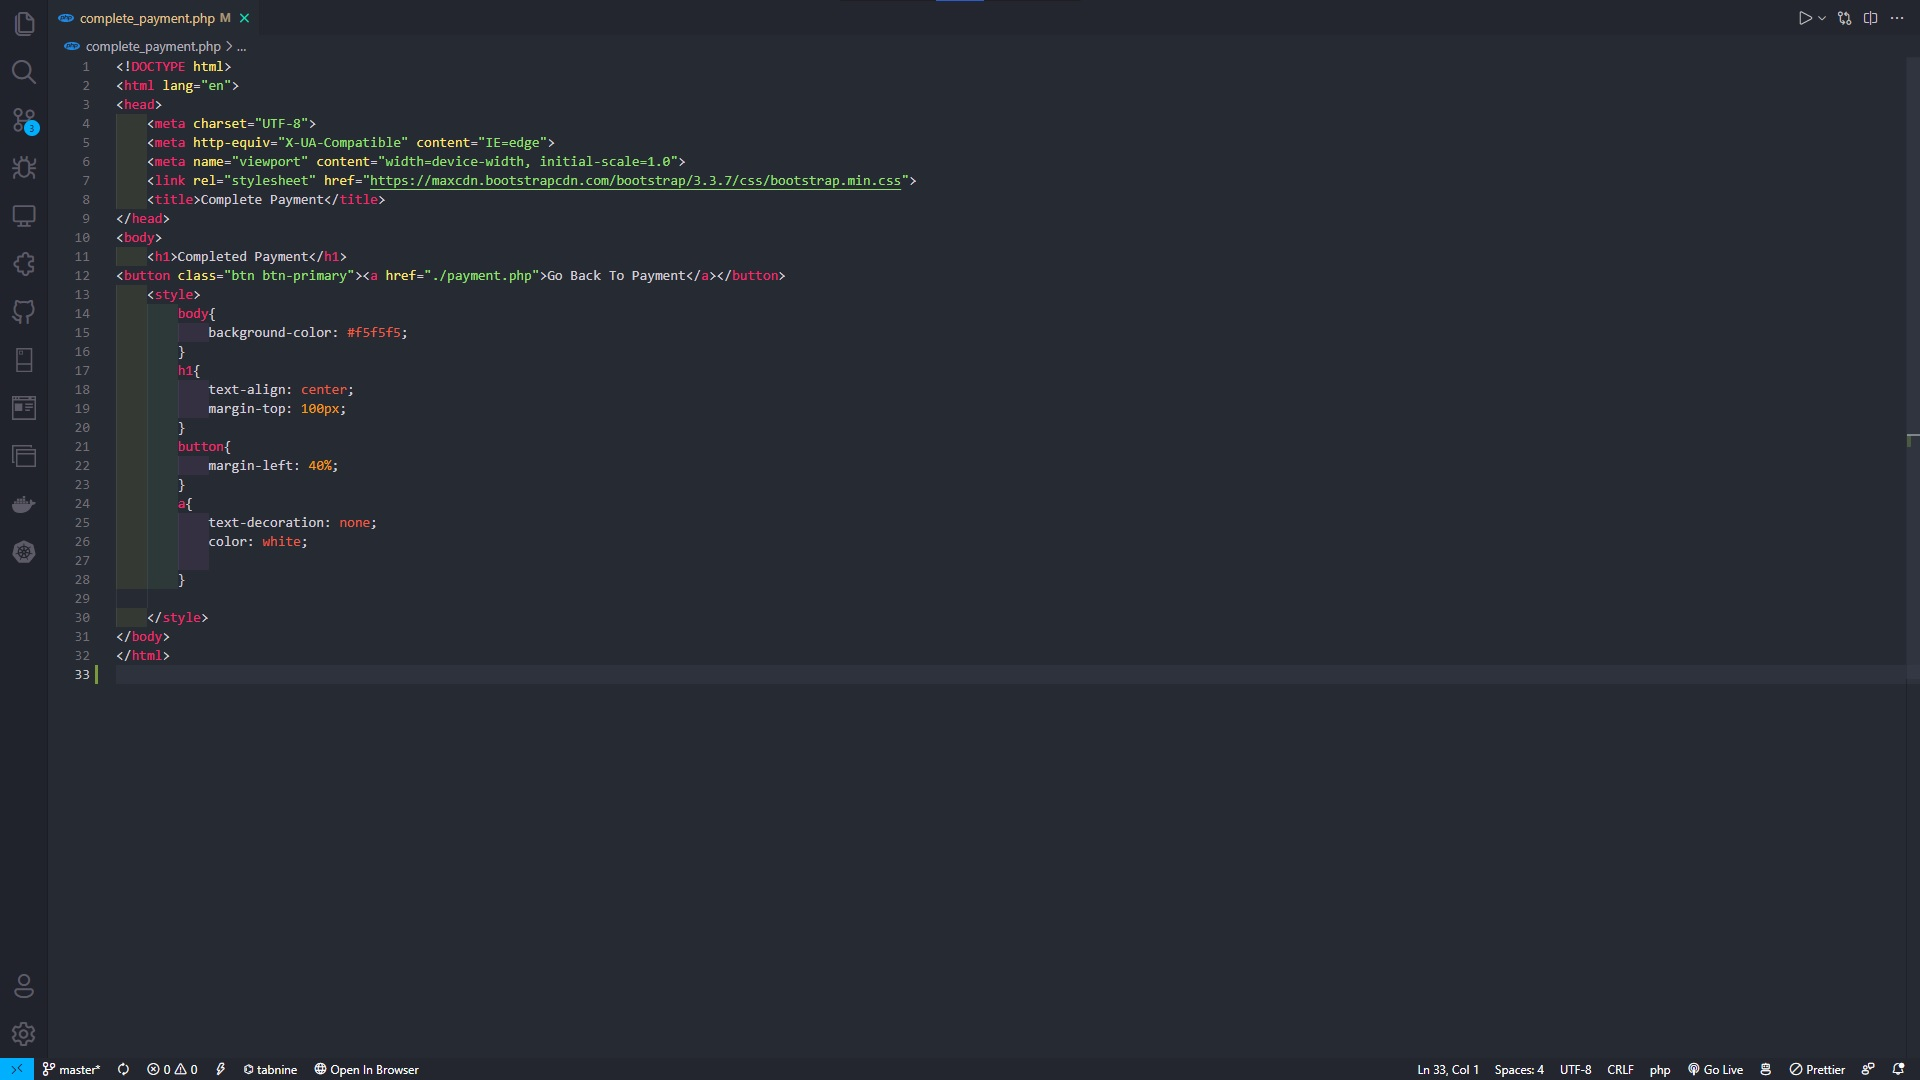 complete_payment.php M
complete_payment.php > ...
1 <!DOCTYPE html>
2 <html lang="en">
3 <head>
4 <meta charset="UTF-8">
5 <meta http-equiv="X-UA-Compatible" content="IE=edge">
6 <meta name="viewport" content="width=device-width, initial-scale=1.0">
7 <link rel="stylesheet" href="https://maxcdn.bootstrapcdn.com/bootstrap/3.3.7/css/bootstrap.min.css">
8 <title>Complete Payment</title>
9 </head>
10 <body>
11 <h1>Completed Payment</h1>
12 <button class="btn btn-primary"><a href="./payment.php">Go Back To Payment</a></button>
13 <style>
14 body{
15 background-color: #f5f5f5;
16 }
17 h1{
18 text-align: center;
19 margin-top: 100px;
20 }
21 button{
22 margin-left: 40%;
23 }
24 a{
25 text-decoration: none;
26 color: white;
27
28 }
29
30 </style>
31 </body>
32 </html>
33
3
master* 0 0 tabnine Open In Browser Ln 33, Col 1 Spaces: 4 UTF-8 CRLF php Go Live Prettier